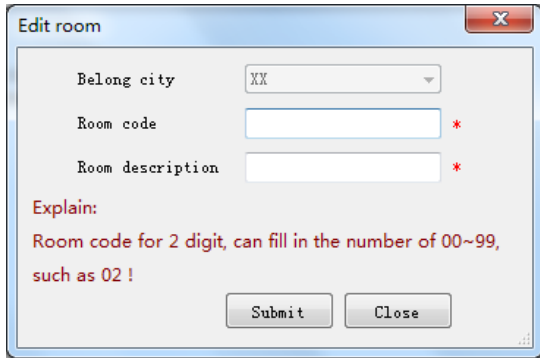 Edit room
Belong city XX
Room code *
Room description *
Explain:
Room code for 2 digit, can fill in the number of 00~99,
such as 02 !
Submit Close